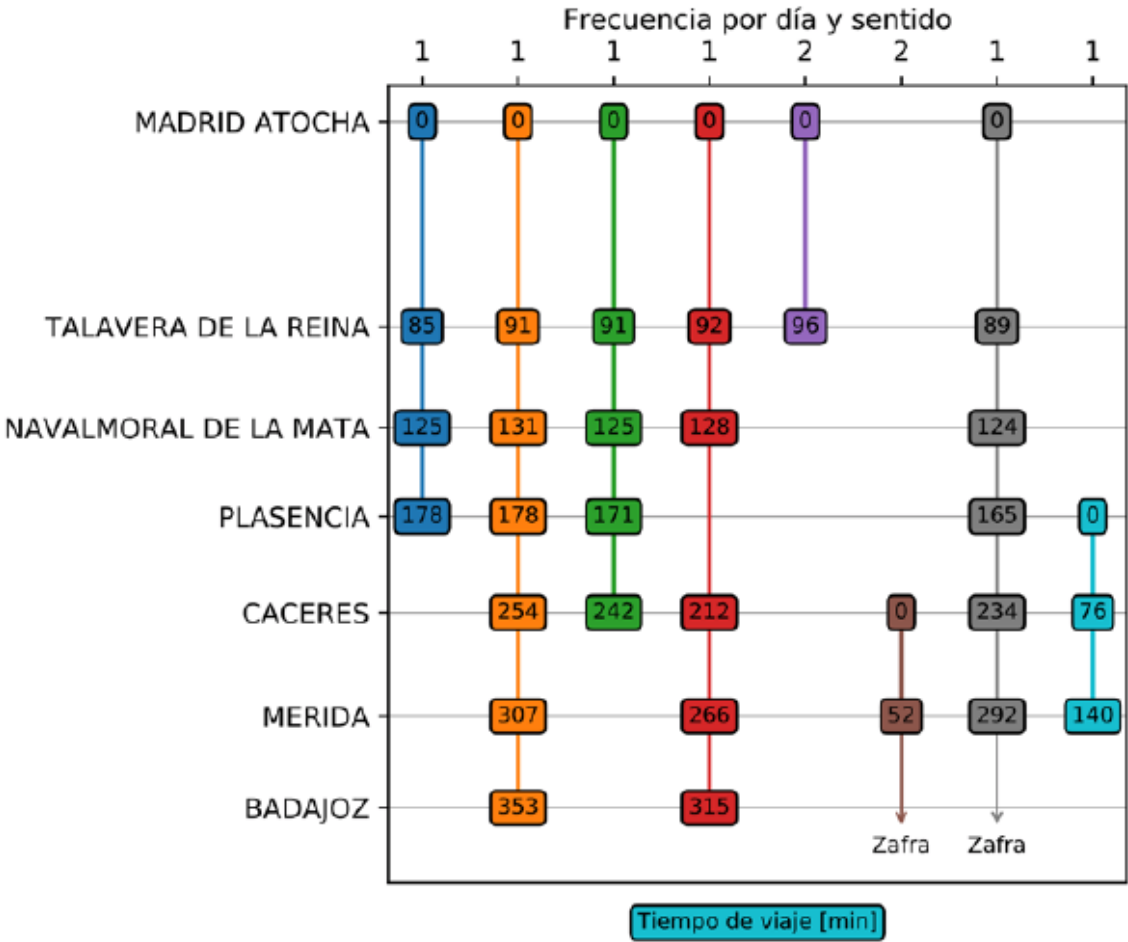 Frecuencia por día y sentido
1 1 1 1 2 2 1 1
MADRID ATOCHA 0 0 0 0 0 0
TALAVERA DE LA REINA 85 91 91 92 96 89
NAVALMORAL DE LA MATA 125 131 125 128 124
PLASENCIA 178 178 171 165 0
CACERES 254 242 212 0 234 76
MERIDA 307 266 52 292 140
BADAJOZ 353 315
Zafra Zafra
Tiempo de viaje [min]